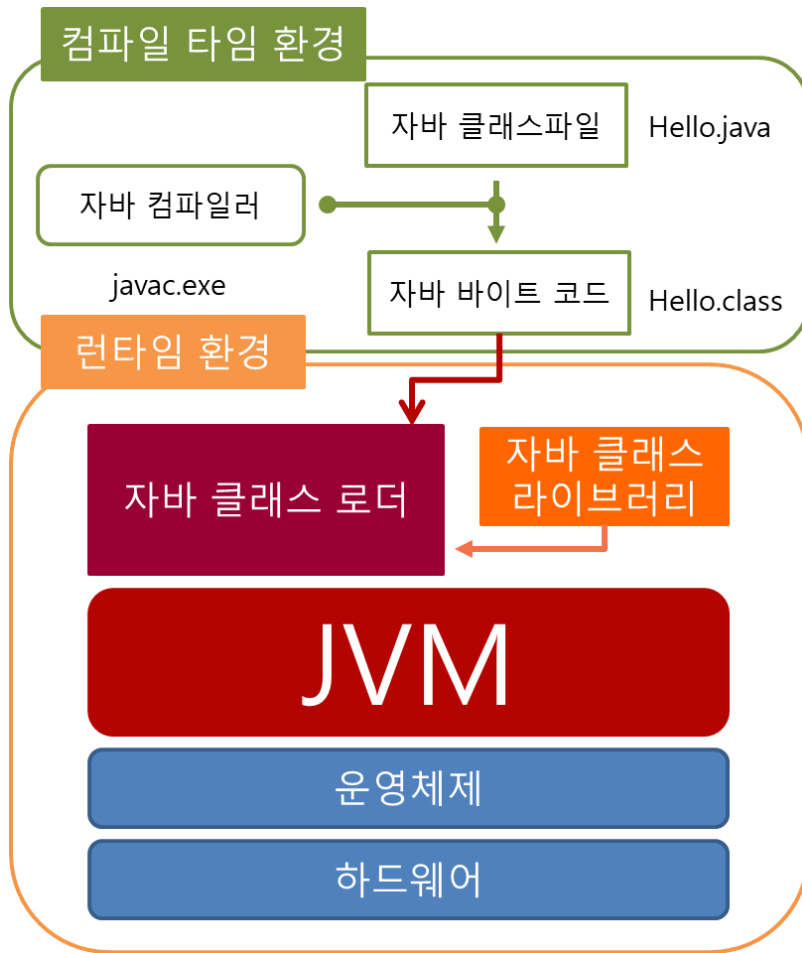 컴파일 타임 환경
자바 클래스파일
Hello.java
자바 컴파일러
javac.exe
자바 바이트 코드
Hello.class
런타임 환경
자바 클래스 로더
자바 클래스
라이브러리
JVM
운영체제
하드웨어